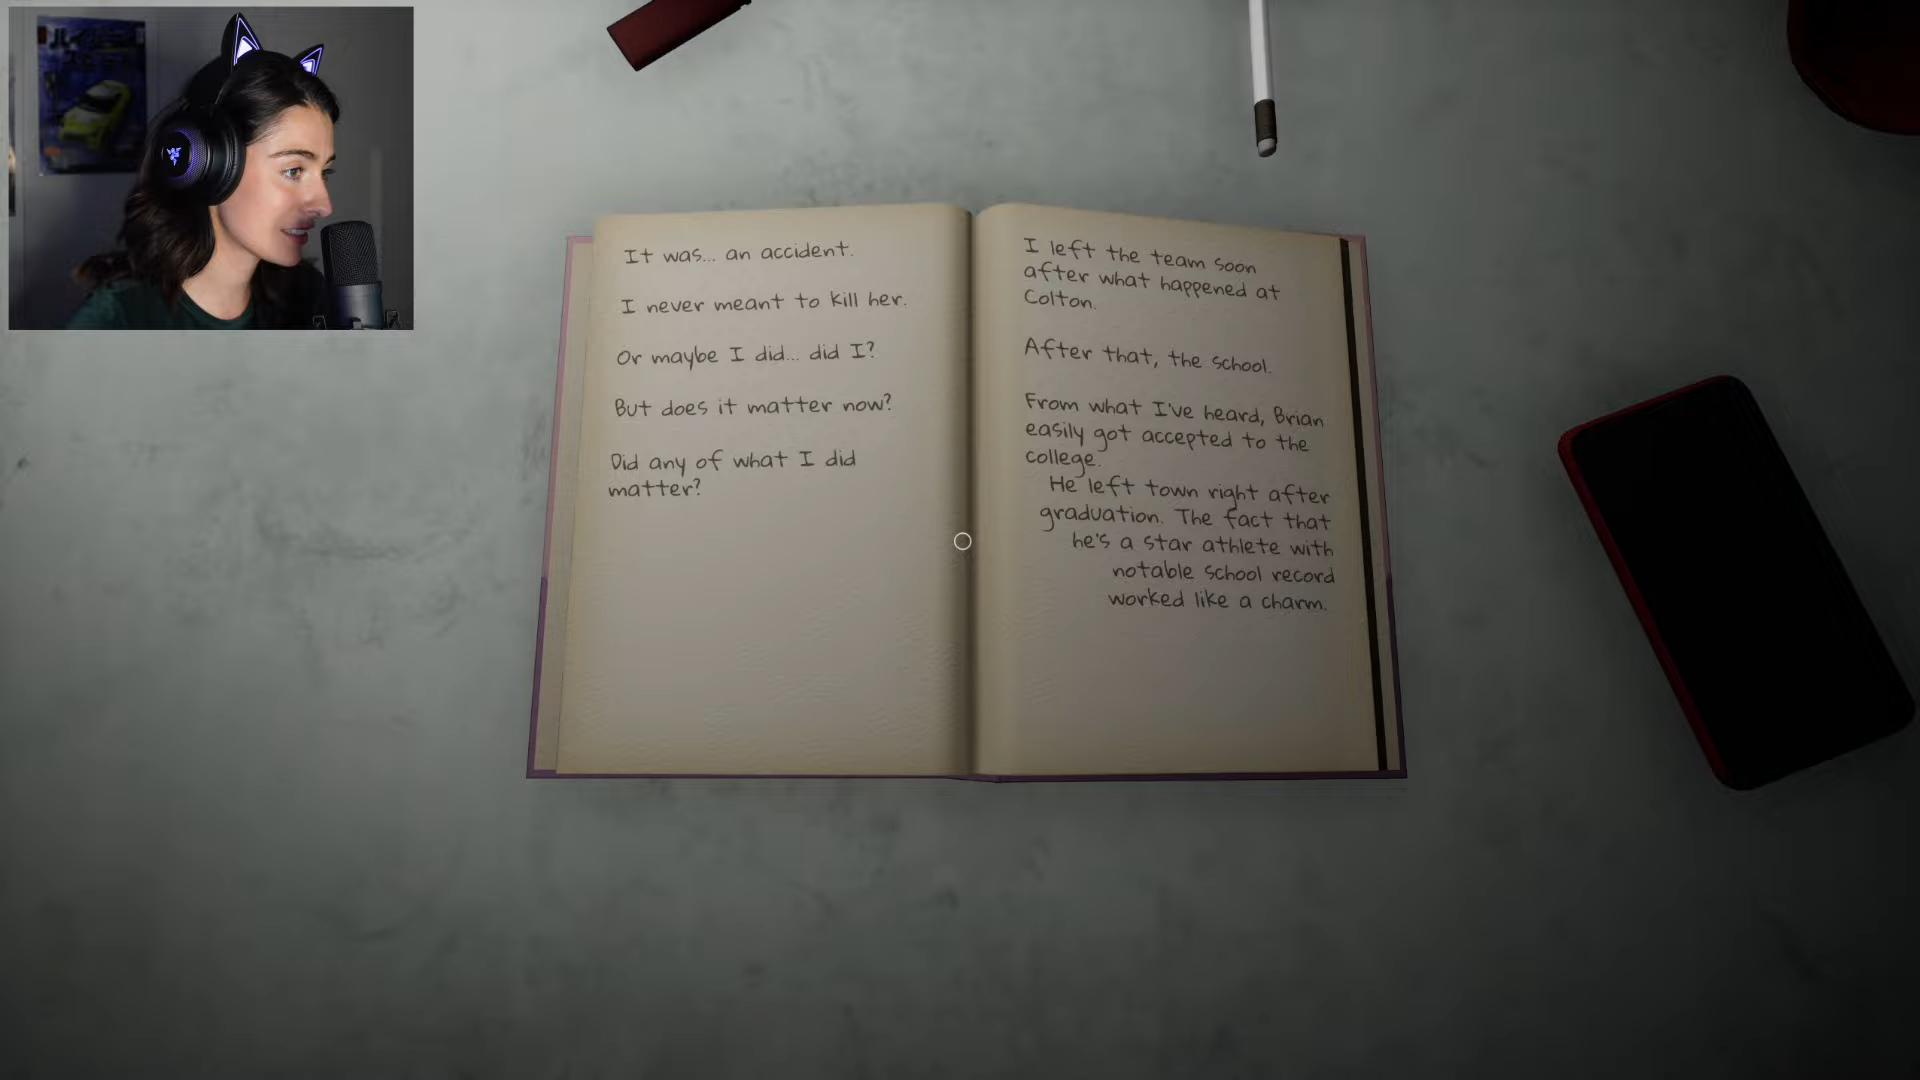 It was... an accident.
I never meant to kill her.
Or maybe I did... did I?
But does it matter now?
Did any of what I did
matter?
I left the team soon
after what happened at
Colton.
After that, the school.
From what I've heard, Brian
easily got accepted to the
college.
He left town right after
graduation. The fact that
he's a star athlete with
notable school record
worked like a charm.